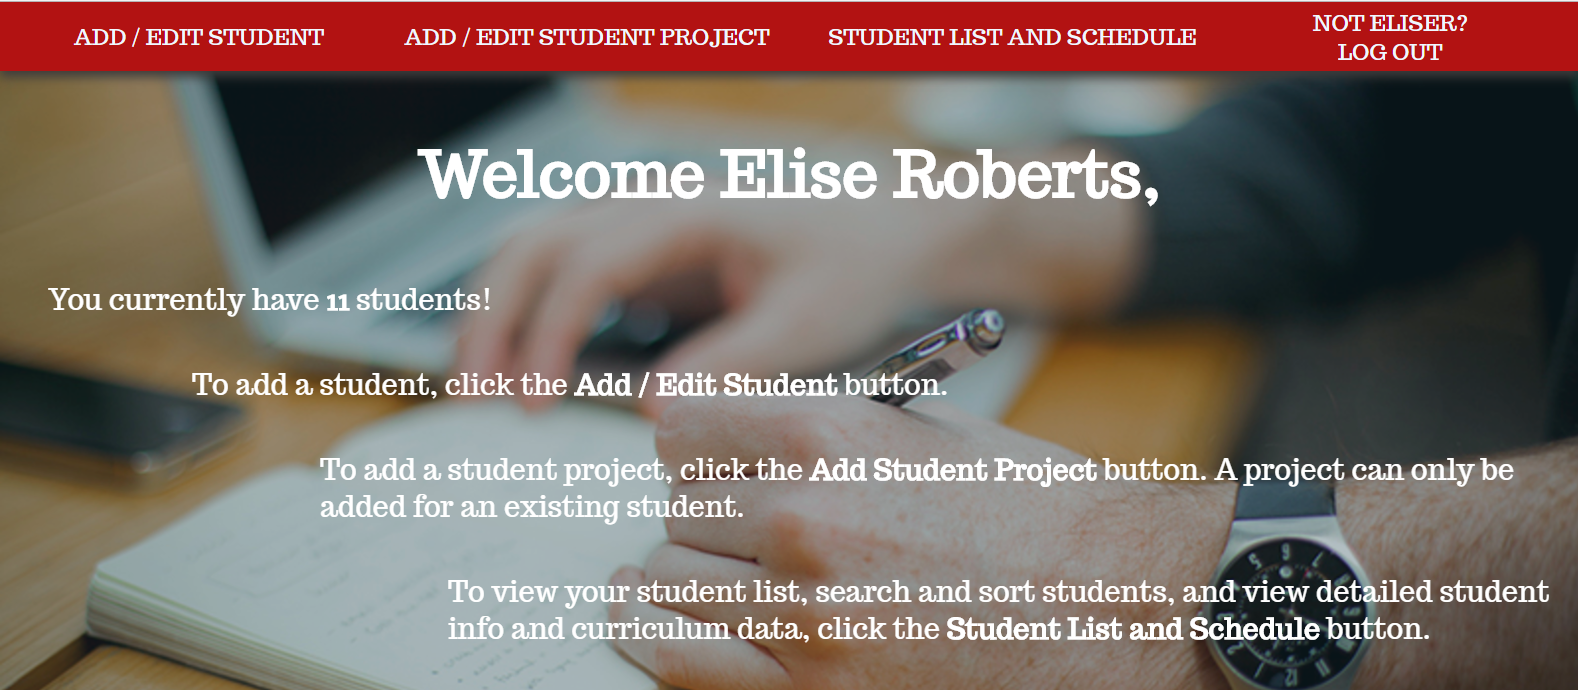 ADD / EDIT STUDENT
ADD / EDIT STUDENT PROJECT
STUDENT LIST AND SCHEDULE
NOT ELISER?
LOG OUT
Welcome Elise Roberts,
You currently have 11 students!
To add a student, click the Add / Edit Student button.
To add a student project, click the Add Student Project button. A project can only be
added for an existing student.
To view your student list, search and sort students, and view detailed student
info and curriculum data, click the Student List and Schedule button.